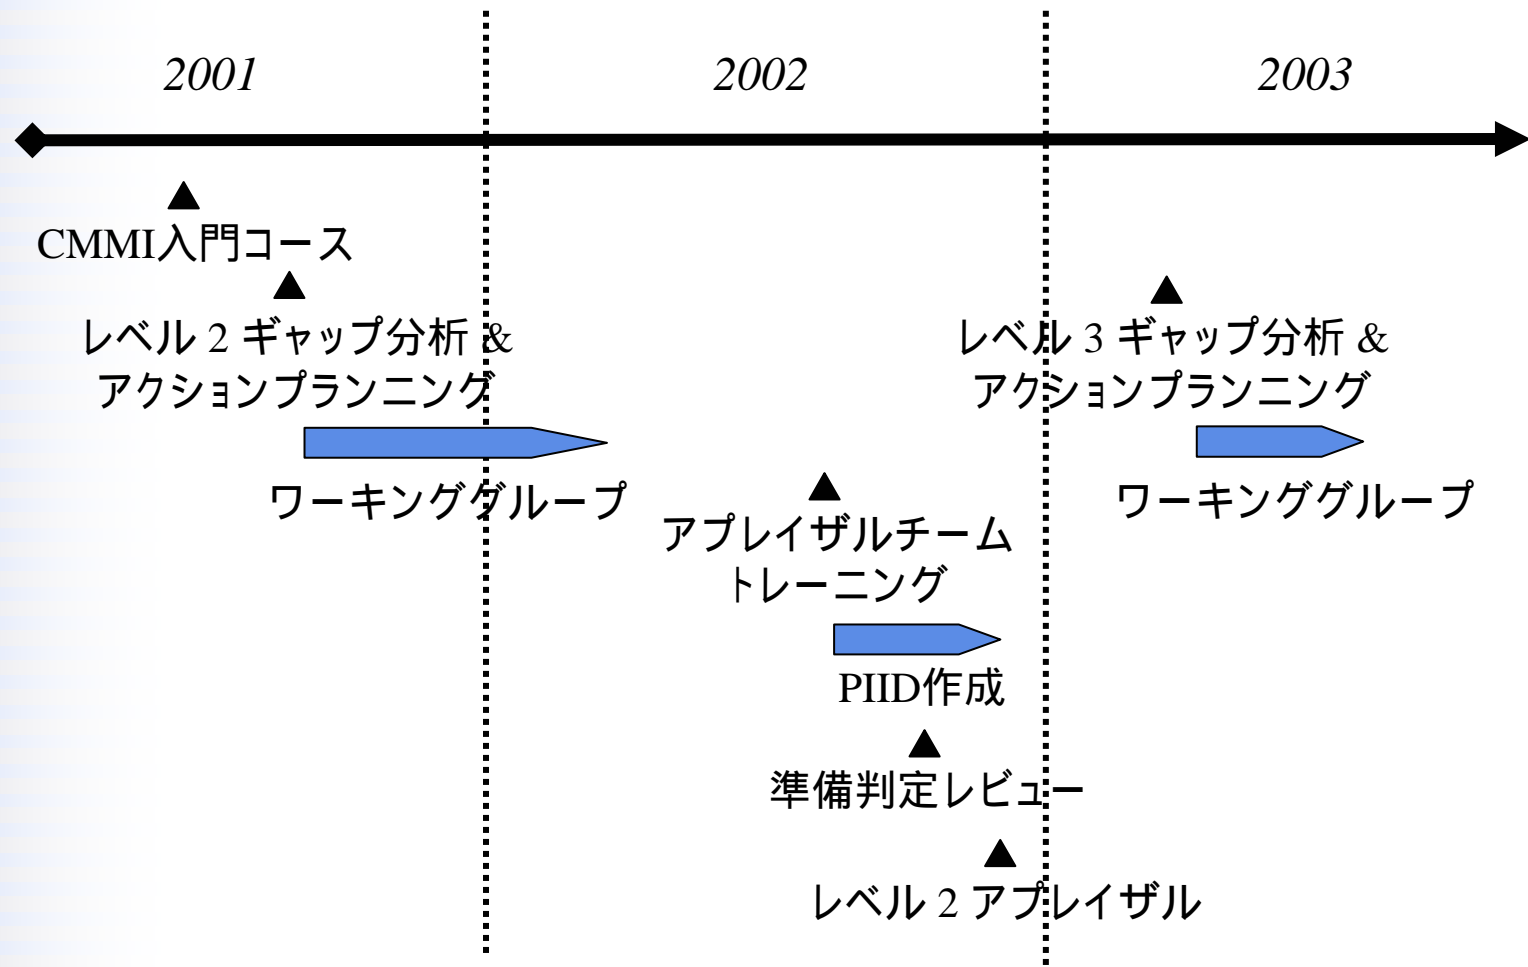 2001
2002
2003
CMMI入門コース
レベル 2 ギャップ分析 &
アクションプランニング
レベル 3 ギャップ分析 &
アクションプランニング
ワーキンググループ
ワーキンググループ
アプレイザルチーム
トレーニング
PIID作成
準備判定レビュー
レベル 2 アプレイザル